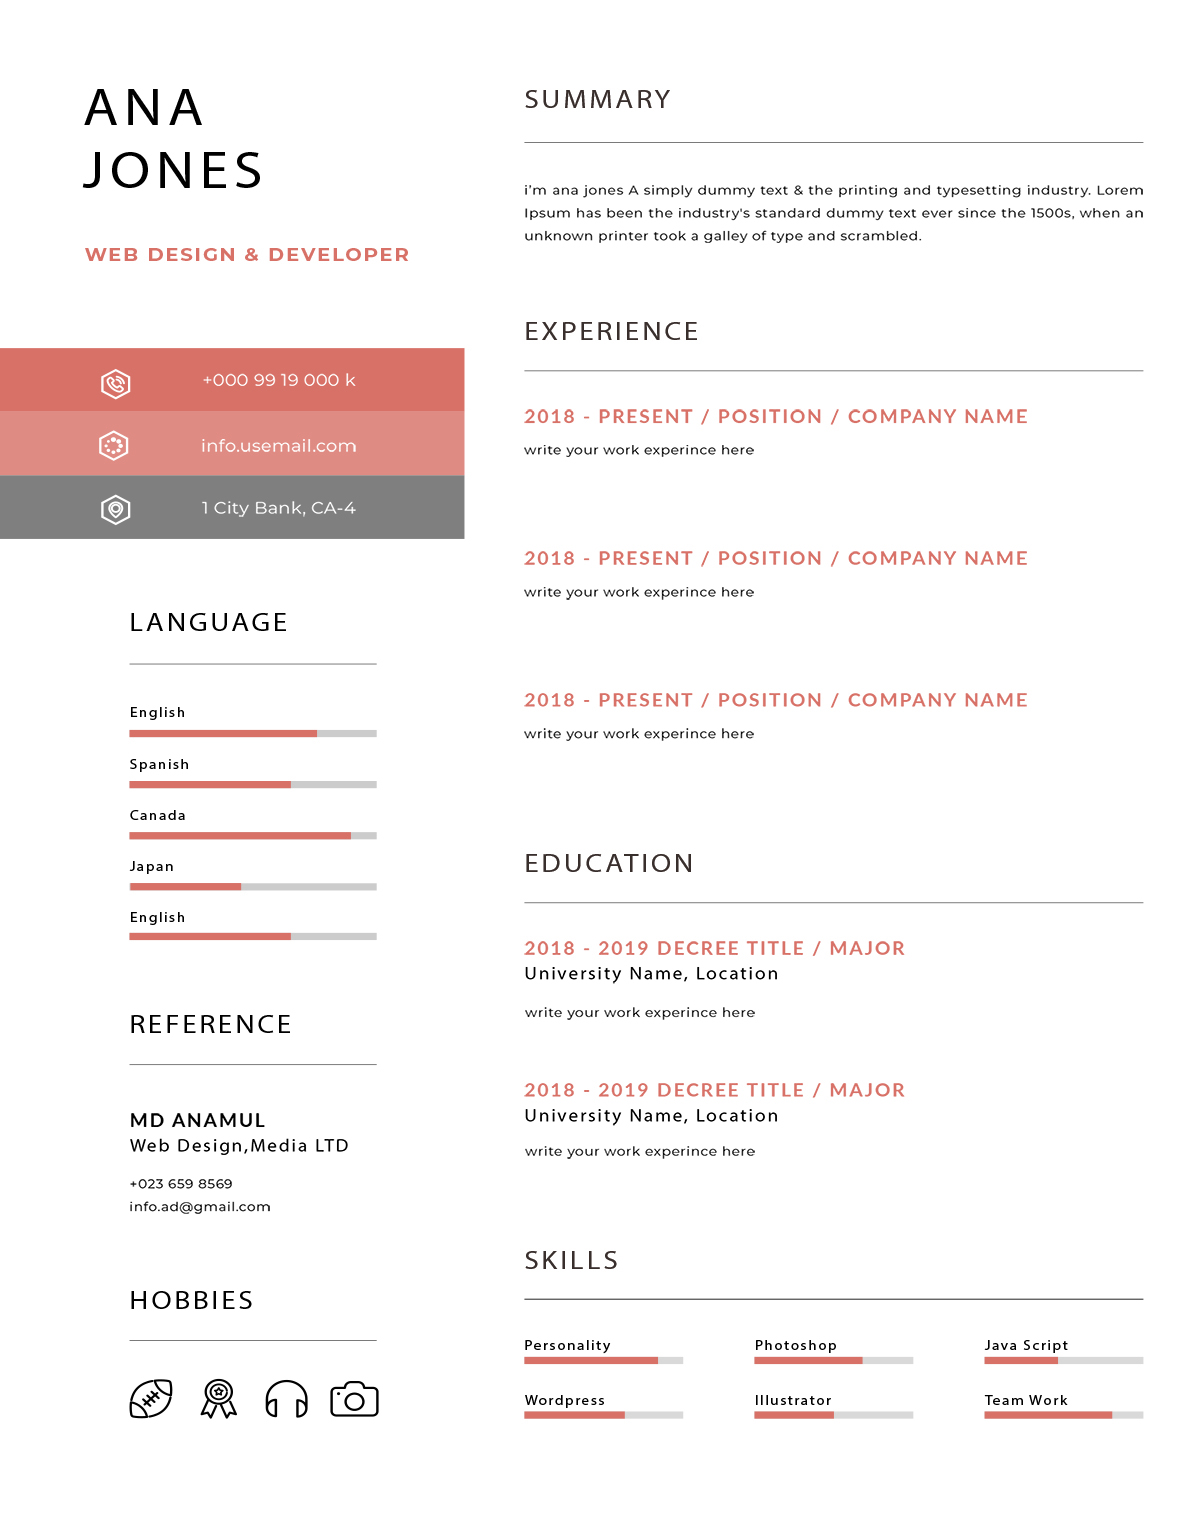 ANA
JONES
WEB DESIGN & DEVELOPER
+000 99 19 000 k
info.usemail.com
1 City Bank, CA-4
LANGUAGE
English
Spanish
Canada
Japan
English
REFERENCE
MD ANAMUL
Web Design,Media LTD
+023 659 8569
info.ad@gmail.com
HOBBIES
SUMMARY
i'm ana jones A simply dummy text & the printing and typesetting industry. Lorem
Ipsum has been the industry's standard dummy text ever since the 1500s, when an
unknown printer took a galley of type and scrambled.
EXPERIENCE
2018 - PRESENT / POSITION / COMPANY NAME
write your work experince here
2018 - PRESENT / POSITION / COMPANY NAME
write your work experince here
2018 - PRESENT / POSITION / COMPANY NAME
write your work experince here
EDUCATION
2018 - 2019 DECREE TITLE / MAJOR
University Name, Location
write your work experince here
2018 - 2019 DECREE TITLE / MAJOR
University Name, Location
write your work experince here
SKILLS
Personality
Photoshop
Java Script
Wordpress
Illustrator
Team Work